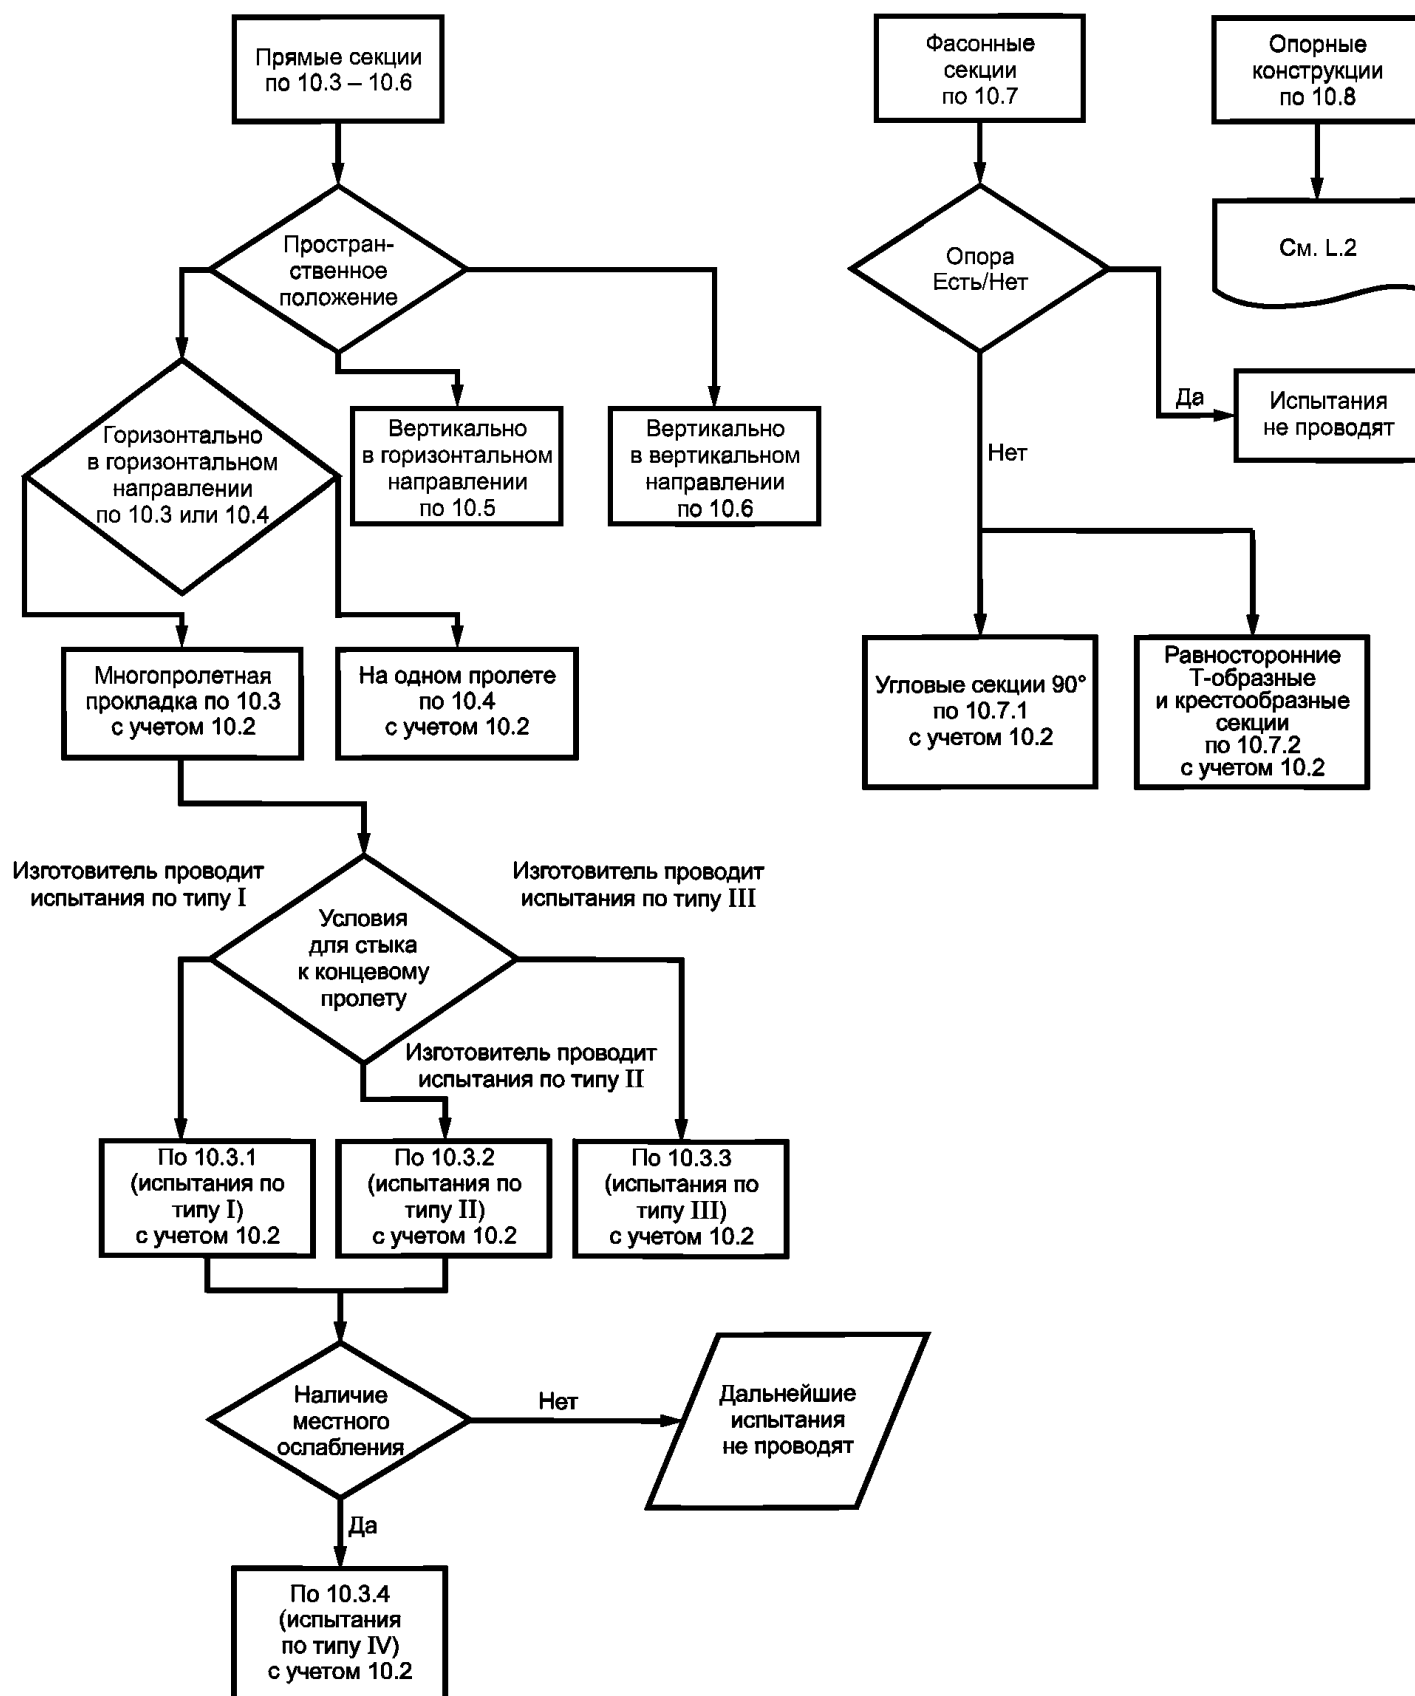 Прямые секции
по 10.3 – 10.6
Фасонные
секции
по 10.7
Опорные
конструкции
по 10.8
Простран-
ственное
положение
Опора
Есть/Нет
См. L.2
Горизонтально
в горизонтальном
направлении
по 10.3 или 10.4
Вертикально
в горизонтальном
направлении
по 10.5
Вертикально
в вертикальном
направлении
по 10.6
Да
Испытания
не проводят
Нет
Многопролетная
прокладка по 10.3
с учетом 10.2
На одном пролете
по 10.4
с учетом 10.2
Угловые секции 90°
по 10.7.1
с учетом 10.2
Равносторонние
Т-образные
и крестообразные
секции
по 10.7.2
с учетом 10.2
Изготовитель проводит
испытания по типу I
Условия
для стыка
к концевому
пролету
Изготовитель проводит
испытания по типу III
Изготовитель проводит
испытания по типу II
По 10.3.1
(испытания по
типу I)
с учетом 10.2
По 10.3.2
(испытания по
типу II)
с учетом 10.2
По 10.3.3
(испытания по
типу III)
с учетом 10.2
Наличие
местного
ослабления
Нет
Дальнейшие
испытания
не проводят
Да
По 10.3.4
(испытания
по типу IV)
с учетом 10.2